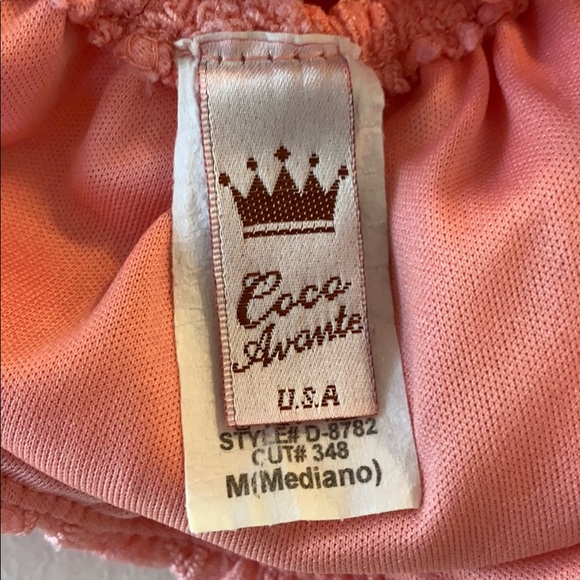 Coco
Avante
U.S.A
STYLE# D-8782
CUT# 348
M(Mediano)